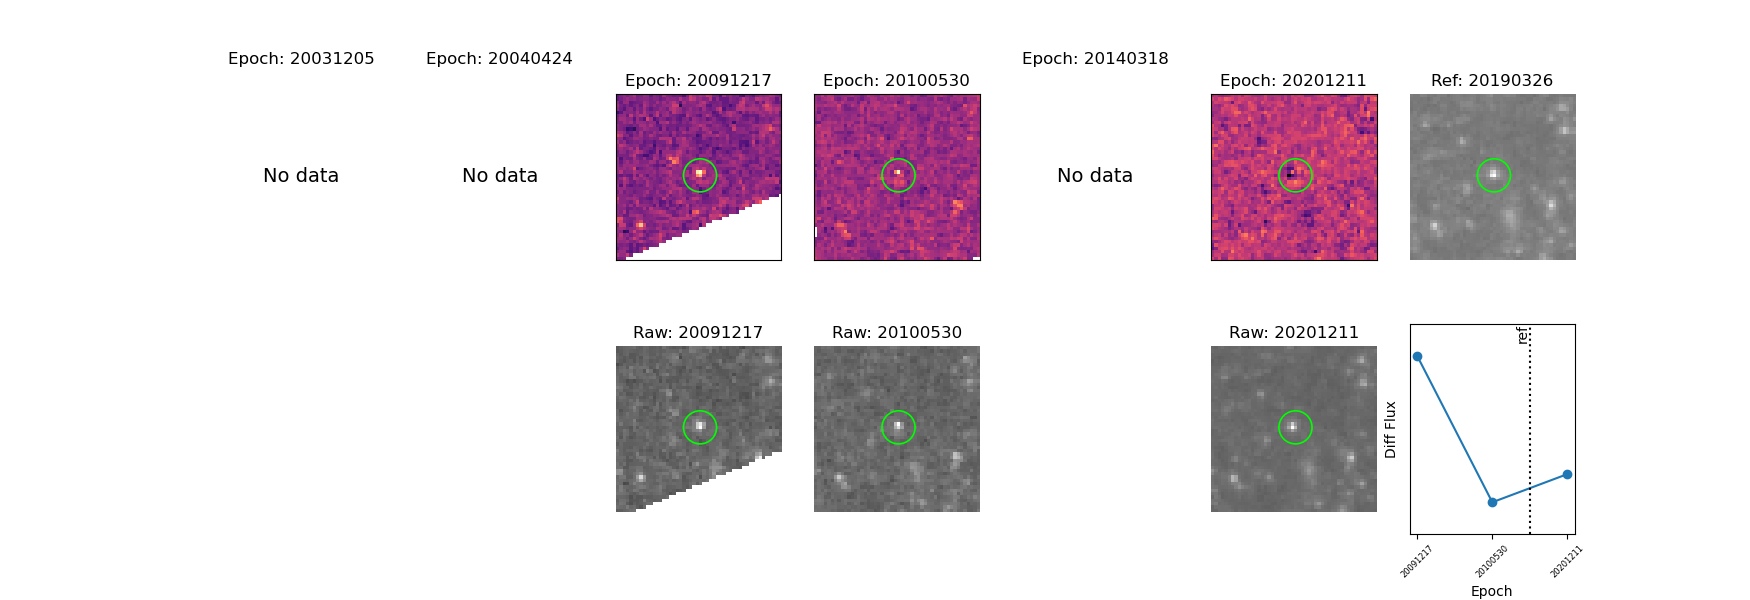 Epoch: 20031205
Epoch: 20040424
Epoch: 20140318
Epoch: 20091217
Epoch: 20100530
Epoch: 20201211
Ref: 20190326
No data
No data
No data
Raw: 20091217
Raw: 20100530
Raw: 20201211
ref
Diff Flux
20091217
20100530
20201211
Epoch